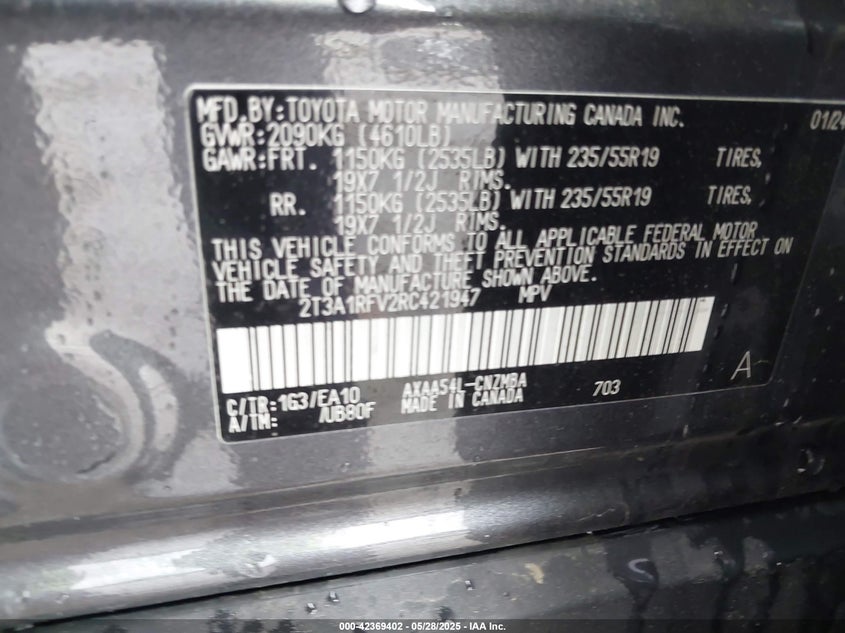 MFD.BY:TOYOTA MOTOR MANUFACTURING CANADA INC. 01/24
GVWR:2090KG (4610LB)
GAWR:FRT. 1150KG (2535LB) WITH 235/55R19 TIRES,
19X7 1/2J RIMS.
RR. 1150KG (2535LB) WITH 235/55R19 TIRES,
19X7 1/2J RIMS.
THIS VEHICLE CONFORMS TO ALL APPLICABLE FEDERAL MOTOR
VEHICLE SAFETY AND THEFT PREVENTION STANDARDS IN EFFECT ON
THE DATE OF MANUFACTURE SHOWN ABOVE.
2T3A1RFV2RC421947 MPV
C/TR:1G3/EA10 AXAA54L-CNZMBA 703 A
A/TM: /UB80F MADE IN CANADA
000-42369402 - 05/28/2025 - IAA Inc.